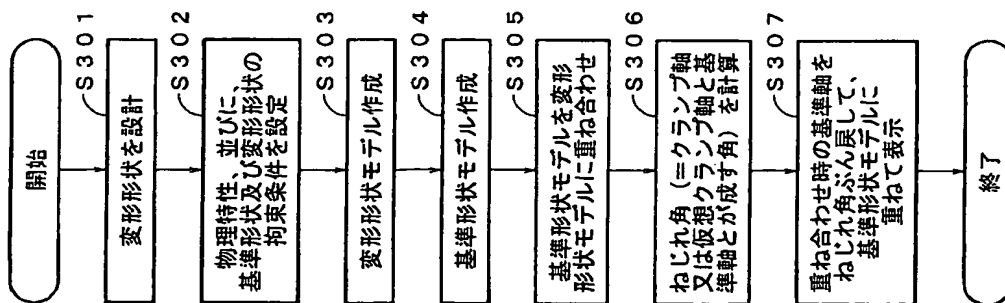 開始
S301
変形形状を設計
S302
物理特性、並びに、
基準形状及び変形形状の
拘束条件を設定
S303
変形形状モデル作成
S304
基準形状モデル作成
S305
基準形状モデルを変形
形状モデルに重ね合わせ
S306
ねじれ角(=クランプ軸
又は仮想クランプ軸と基
準軸とが成す角)を計算
S307
重ね合わせ時の基準軸を
ねじれ角ぶん戻して、
基準形状モデルに
重ねて表示
終了